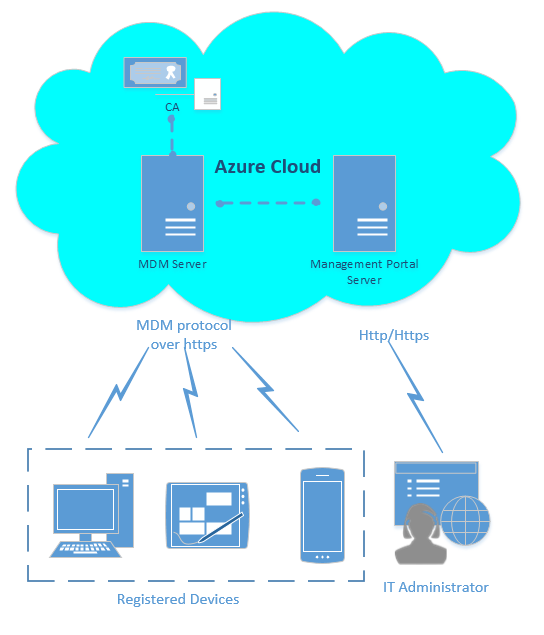 CA
Azure Cloud
MDM Server
Management Portal
Server
MDM protocol
over https
Http/Https
Registered Devices
IT Administrator